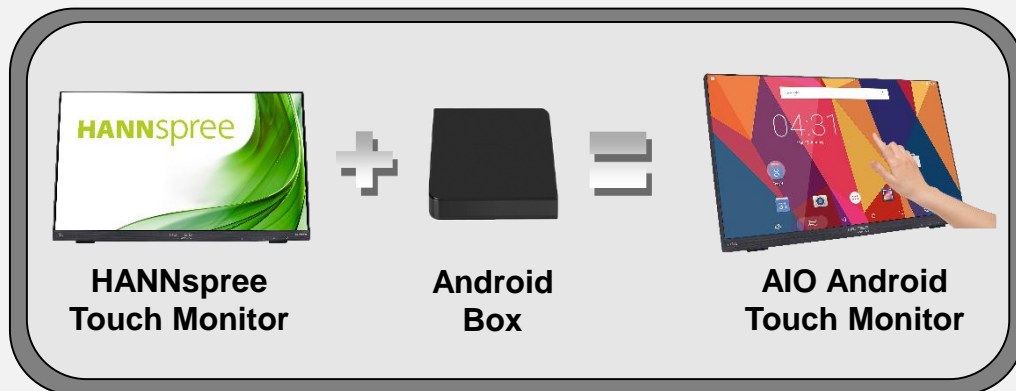 HANNspree
04:31
HANNspree
Touch Monitor
Android
Box
AIO Android
Touch Monitor